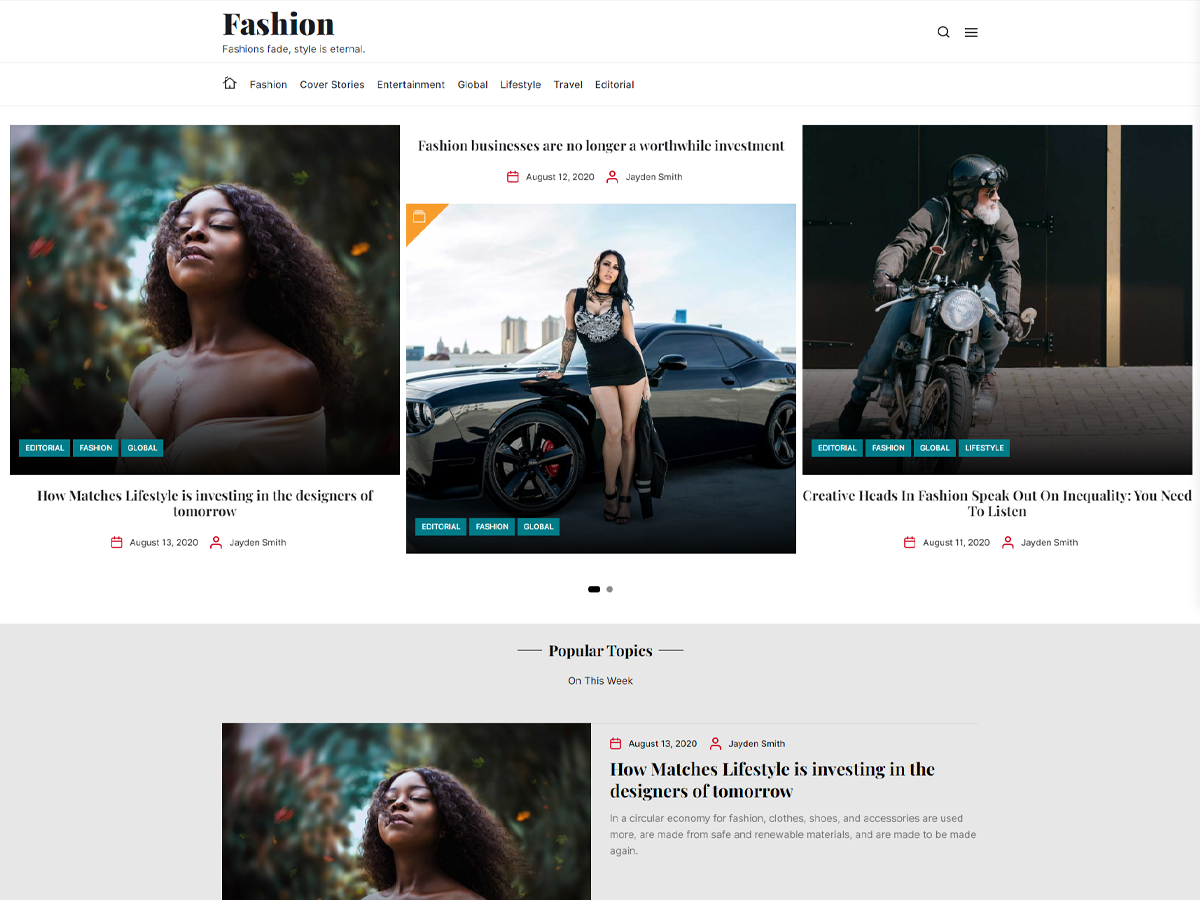 Fashion
Fashions fade, style is eternal.
Fashion Cover Stories Entertainment Global Lifestyle Travel Editorial
EDITORIAL FASHION GLOBAL
How Matches Lifestyle is investing in the designers of
tomorrow
August 13, 2020 Jayden Smith
Fashion businesses are no longer a worthwhile investment
August 12, 2020 Jayden Smith
EDITORIAL FASHION GLOBAL
EDITORIAL FASHION GLOBAL LIFESTYLE
Creative Heads In Fashion Speak Out On Inequality: You Need
To Listen
August 11, 2020 Jayden Smith
Popular Topics
On This Week
August 13, 2020 Jayden Smith
How Matches Lifestyle is investing in the
designers of tomorrow
In a circular economy for fashion, clothes, shoes, and accessories are used
more, are made from safe and renewable materials, and are made to be made
again.